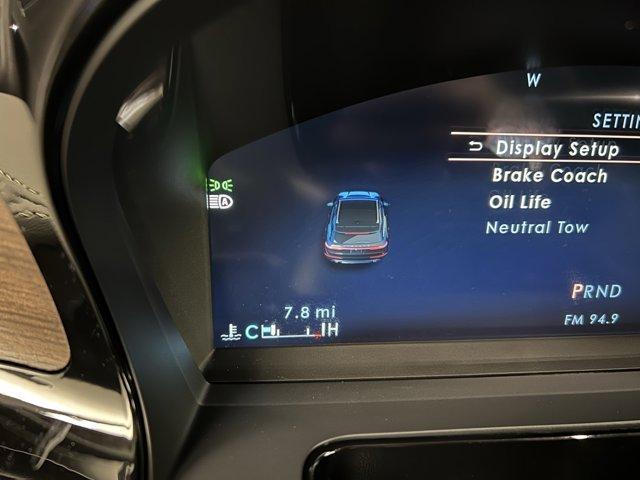 W
SETTIN
Display Setup
Brake Coach
Oil Life
Neutral Tow
PRND
7.8 mi
FM 94.9
C H
A